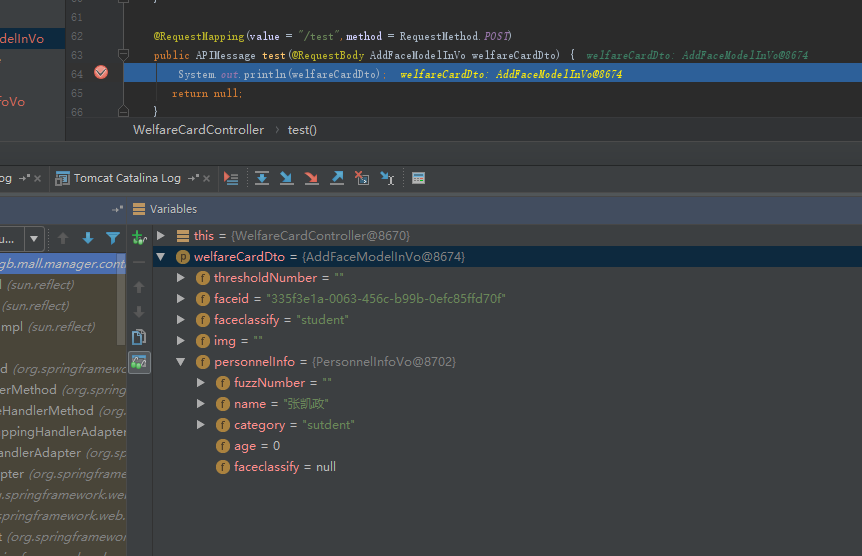 61
62 @RequestMapping(value = "/test",method = RequestMethod.POST)
63 public APIMessage test(@RequestBody AddFaceModelInVo welfareCardDto) { welfareCardDto: AddFaceModelInVo@8674
64 System.out.println(welfareCardDto); welfareCardDto: AddFaceModelInVo@8674
65 return null;
66 }
delInVo
foVo
WelfareCardController › test()
og Tomcat Catalina Log
Variables
u...
this = {WelfareCardController@8670}
welfareCardDto = {AddFaceModelInVo@8674}
thresholdNumber = ""
faceid = "335f3e1a-0063-456c-b99b-0efc85ffd70f"
faceclassify = "student"
img = ""
personnelInfo = {PersonnelInfoVo@8702}
fuzzNumber = ""
name = "张凯政"
category = "sutdent"
age = 0
faceclassify = null
gb.mall.manager.cont
(sun.reflect)
(sun.reflect)
mpl (sun.reflect)
d (org.springframewo
erMethod (org.spring
eHandlerMethod (org.
ppingHandlerAdapter
andlerAdapter (org.s
pter (org.springframe
g.springframework.we
.springframework.web.
t (org.springframewo